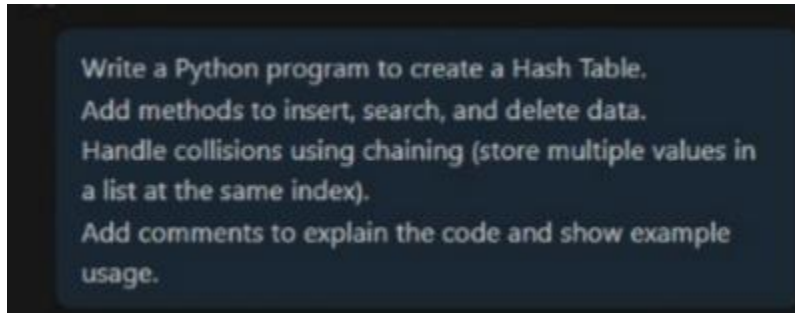 Write a Python program to create a Hash Table.
Add methods to insert, search, and delete data.
Handle collisions using chaining (store multiple values in
a list at the same index).
Add comments to explain the code and show example
usage.